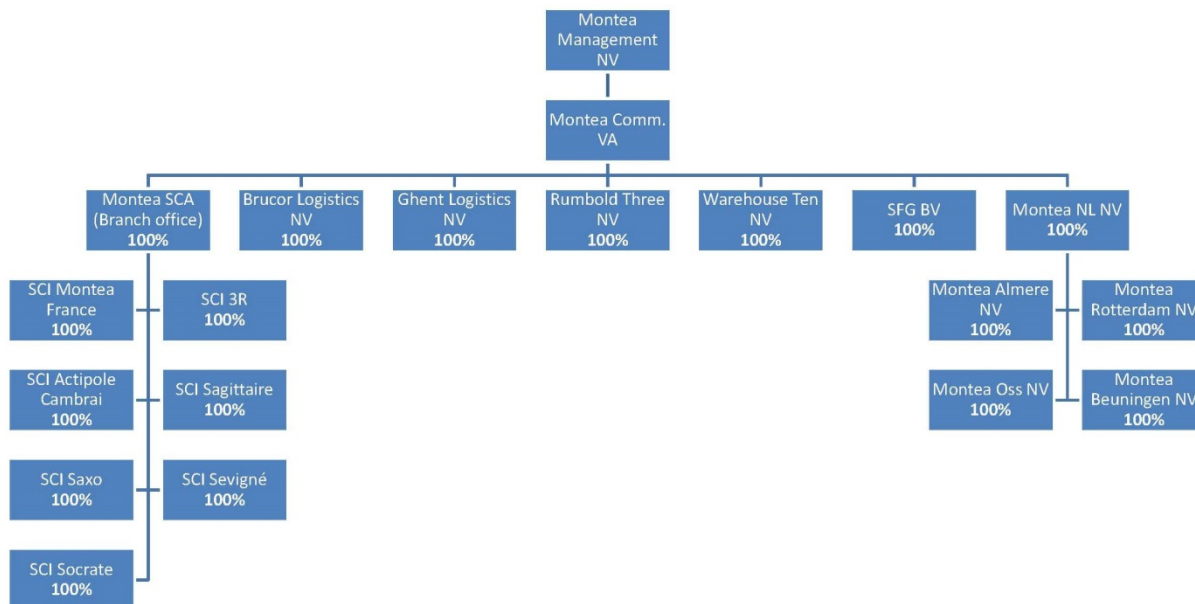 Montea
Management
NV
Montea Comm.
VA
Montea SCA
(Branch office)
100%
Brucor Logistics
NV
100%
Ghent Logistics
NV
100%
Rumbold Three
NV
100%
Warehouse Ten
NV
100%
SFG BV
100%
Montea NL NV
100%
SCI Montea
France
100%
SCI 3R
100%
SCI Actipole
Cambrai
100%
SCI Sagittaire
100%
SCI Saxo
100%
SCI Sevigné
100%
SCI Socrate
100%
Montea Almere
NV
100%
Montea
Rotterdam NV
100%
Montea Oss NV
100%
Montea
Beuningen NV
100%